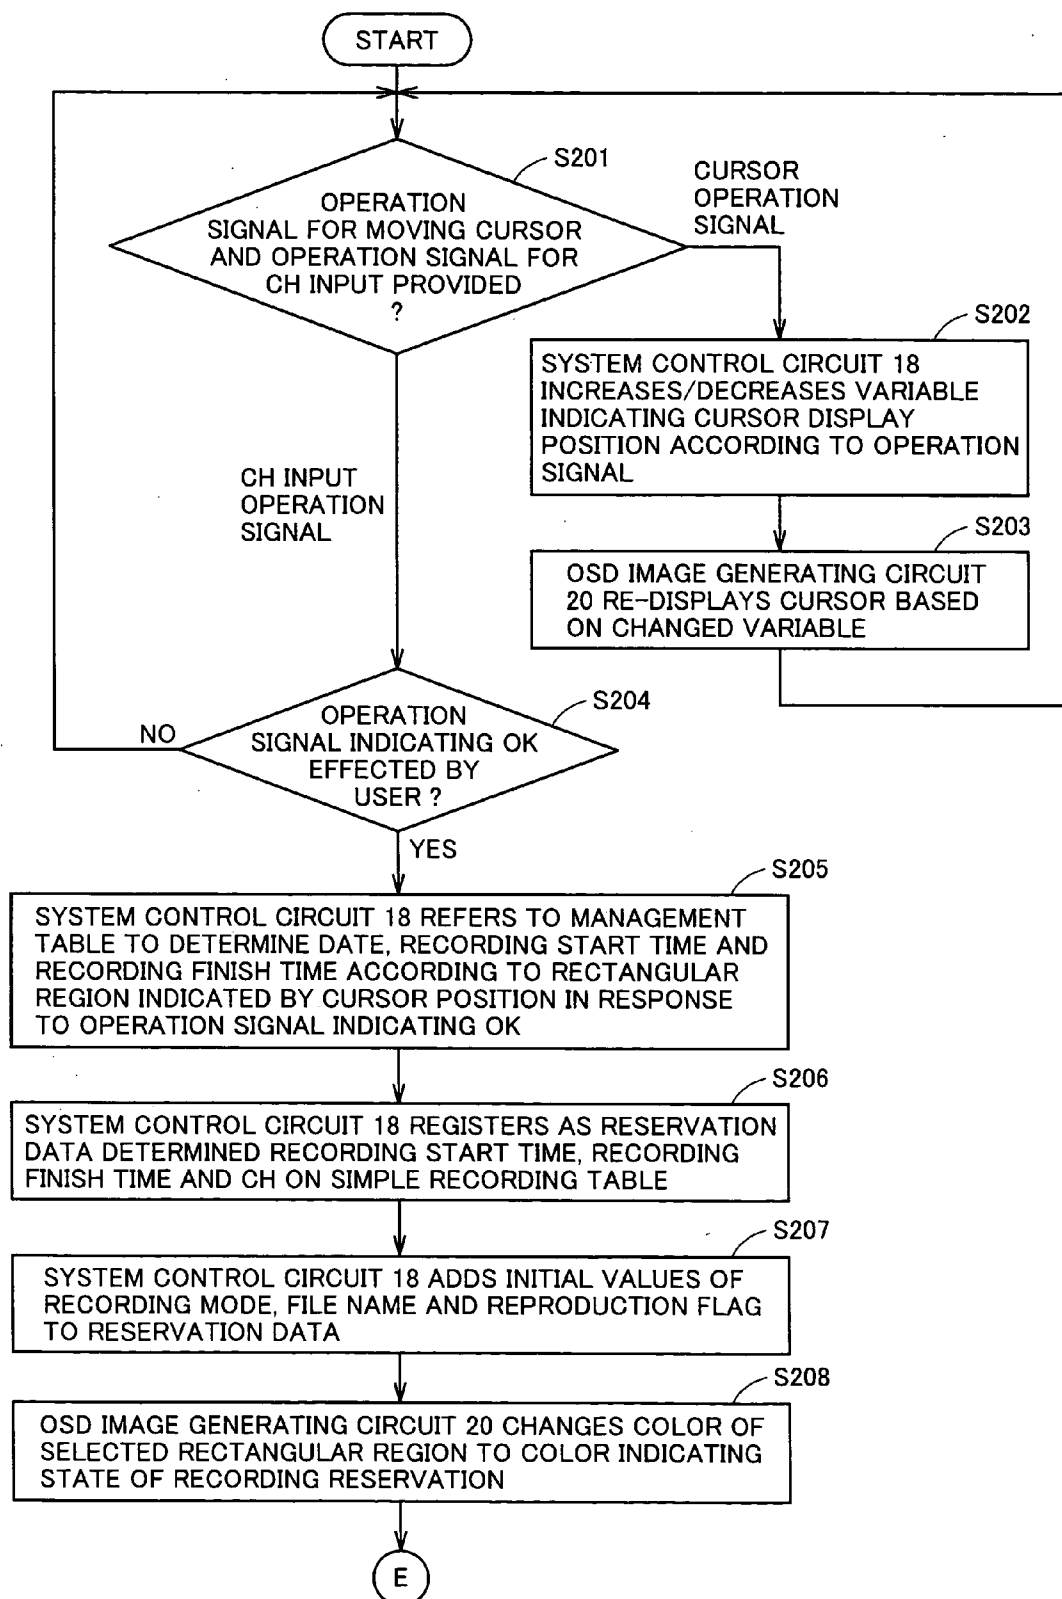 START
S201
OPERATION
SIGNAL FOR MOVING CURSOR
AND OPERATION SIGNAL FOR
CH INPUT PROVIDED
?
CURSOR
OPERATION
SIGNAL
S202
SYSTEM CONTROL CIRCUIT 18
INCREASES/DECREASES VARIABLE
INDICATING CURSOR DISPLAY
POSITION ACCORDING TO OPERATION
SIGNAL
CH INPUT
OPERATION
SIGNAL
S203
OSD IMAGE GENERATING CIRCUIT
20 RE-DISPLAYS CURSOR BASED
ON CHANGED VARIABLE
S204
OPERATION
SIGNAL INDICATING OK
EFFECTED BY
USER ?
NO
YES
S205
SYSTEM CONTROL CIRCUIT 18 REFERS TO MANAGEMENT
TABLE TO DETERMINE DATE, RECORDING START TIME AND
RECORDING FINISH TIME ACCORDING TO RECTANGULAR
REGION INDICATED BY CURSOR POSITION IN RESPONSE
TO OPERATION SIGNAL INDICATING OK
S206
SYSTEM CONTROL CIRCUIT 18 REGISTERS AS RESERVATION
DATA DETERMINED RECORDING START TIME, RECORDING
FINISH TIME AND CH ON SIMPLE RECORDING TABLE
S207
SYSTEM CONTROL CIRCUIT 18 ADDS INITIAL VALUES OF
RECORDING MODE, FILE NAME AND REPRODUCTION FLAG
TO RESERVATION DATA
S208
OSD IMAGE GENERATING CIRCUIT 20 CHANGES COLOR OF
SELECTED RECTANGULAR REGION TO COLOR INDICATING
STATE OF RECORDING RESERVATION
E